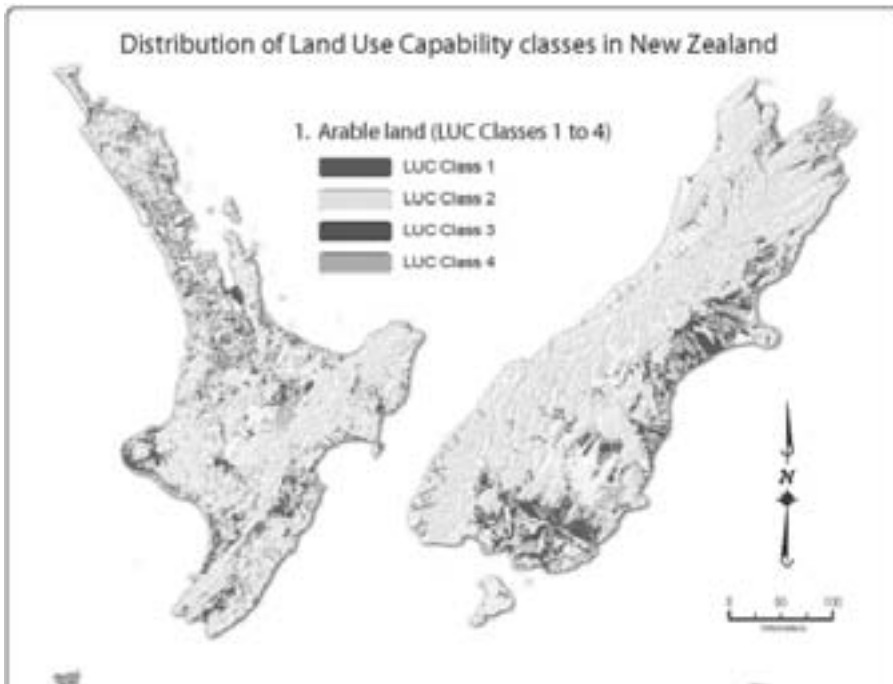 Distribution of Land Use Capability classes in New Zealand
1. Arable land (LUC Classes 1 to 4)
LUC Class 1
LUC Class 2
LUC Class 3
LUC Class 4
N
0 50 100